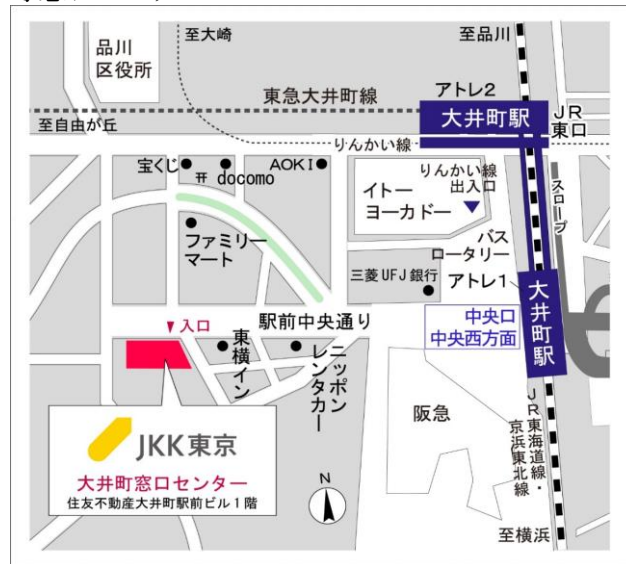 至大崎
至品川
品川
区役所
アトレ2
東急大井町線
大井町駅
JR
東口
至自由が丘
りんかい線
宝くじ
docomo
AOKI
りんかい線
出入口
イトー
ヨーカドー
スロープ
ファミリー
マート
バス
ロータリー
三菱UFJ銀行
アトレ1
大井町駅
中央口
中央西方面
入口
駅前中央通り
東横イン
ニッポン
レンタカー
阪急
JR東海道線・
京浜東北線
JKK東京
大井町窓口センター
住友不動産大井町駅前ビル1階
N
至横浜